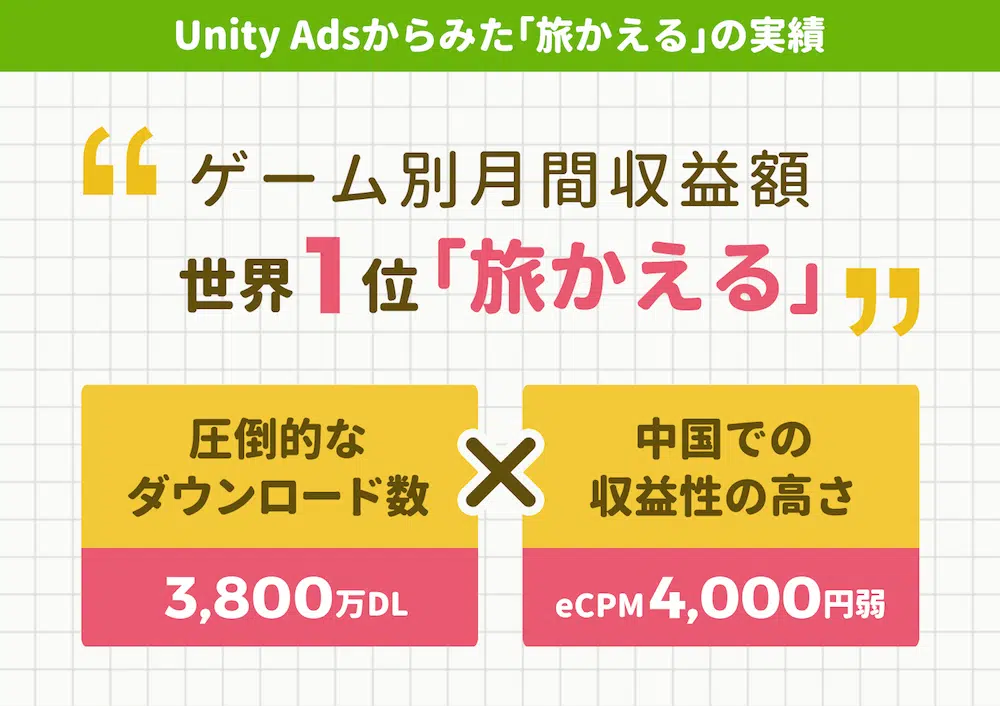 Unity Adsからみた「旅かえる」の実績
“ゲーム別月間収益額
世界1位「旅かえる」”
圧倒的な
ダウンロード数
3,800万DL
×
中国での
収益性の高さ
eCPM4,000円弱